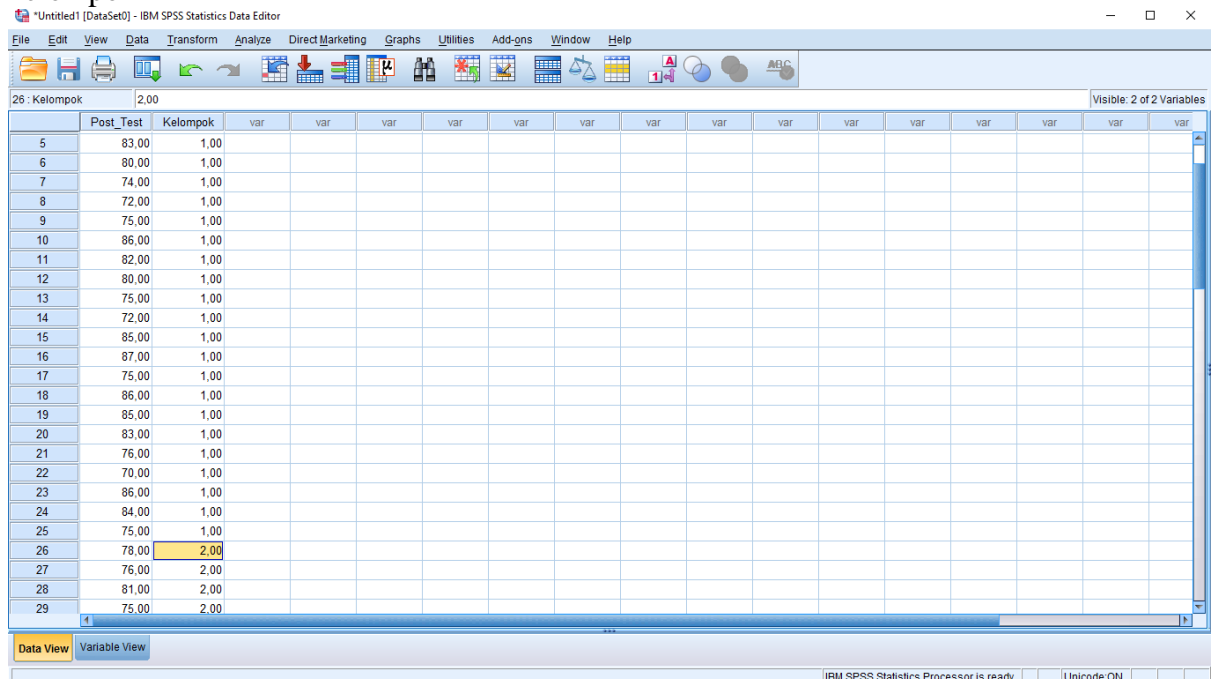 *Untitled1 [DataSet0] - IBM SPSS Statistics Data Editor
File Edit View Data Transform Analyze Direct Marketing Graphs Utilities Add-ons Window Help
26 : Kelompok 2,00 Visible: 2 of 2 Variables
Post_Test Kelompok var var var var var var var var var var var var var var
5 83,00 1,00
6 80,00 1,00
7 74,00 1,00
8 72,00 1,00
9 75,00 1,00
10 86,00 1,00
11 82,00 1,00
12 80,00 1,00
13 75,00 1,00
14 72,00 1,00
15 85,00 1,00
16 87,00 1,00
17 75,00 1,00
18 86,00 1,00
19 85,00 1,00
20 83,00 1,00
21 76,00 1,00
22 70,00 1,00
23 86,00 1,00
24 84,00 1,00
25 75,00 1,00
26 78,00 2,00
27 76,00 2,00
28 81,00 2,00
29 75,00 2,00
Data View Variable View
IBM SPSS Statistics Processor is ready Unicode:ON